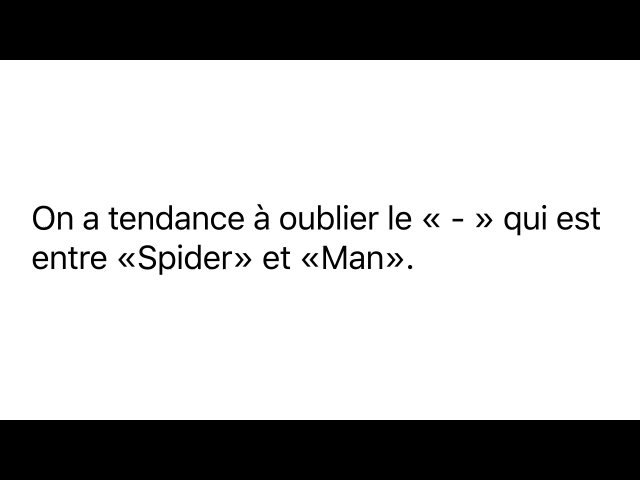 On a tendance à oublier le « - » qui est
entre «Spider» et «Man».